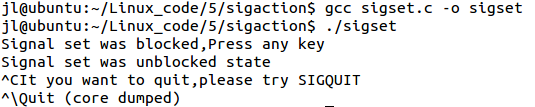 jl@ubuntu:~/Linux_code/5/sigaction$ gcc sigset.c -o sigset
jl@ubuntu:~/Linux_code/5/sigaction$ ./sigset
Signal set was blocked,Press any key
Signal set was unblocked state
^CIt you want to quit,please try SIGQUIT
^\Quit (core dumped)